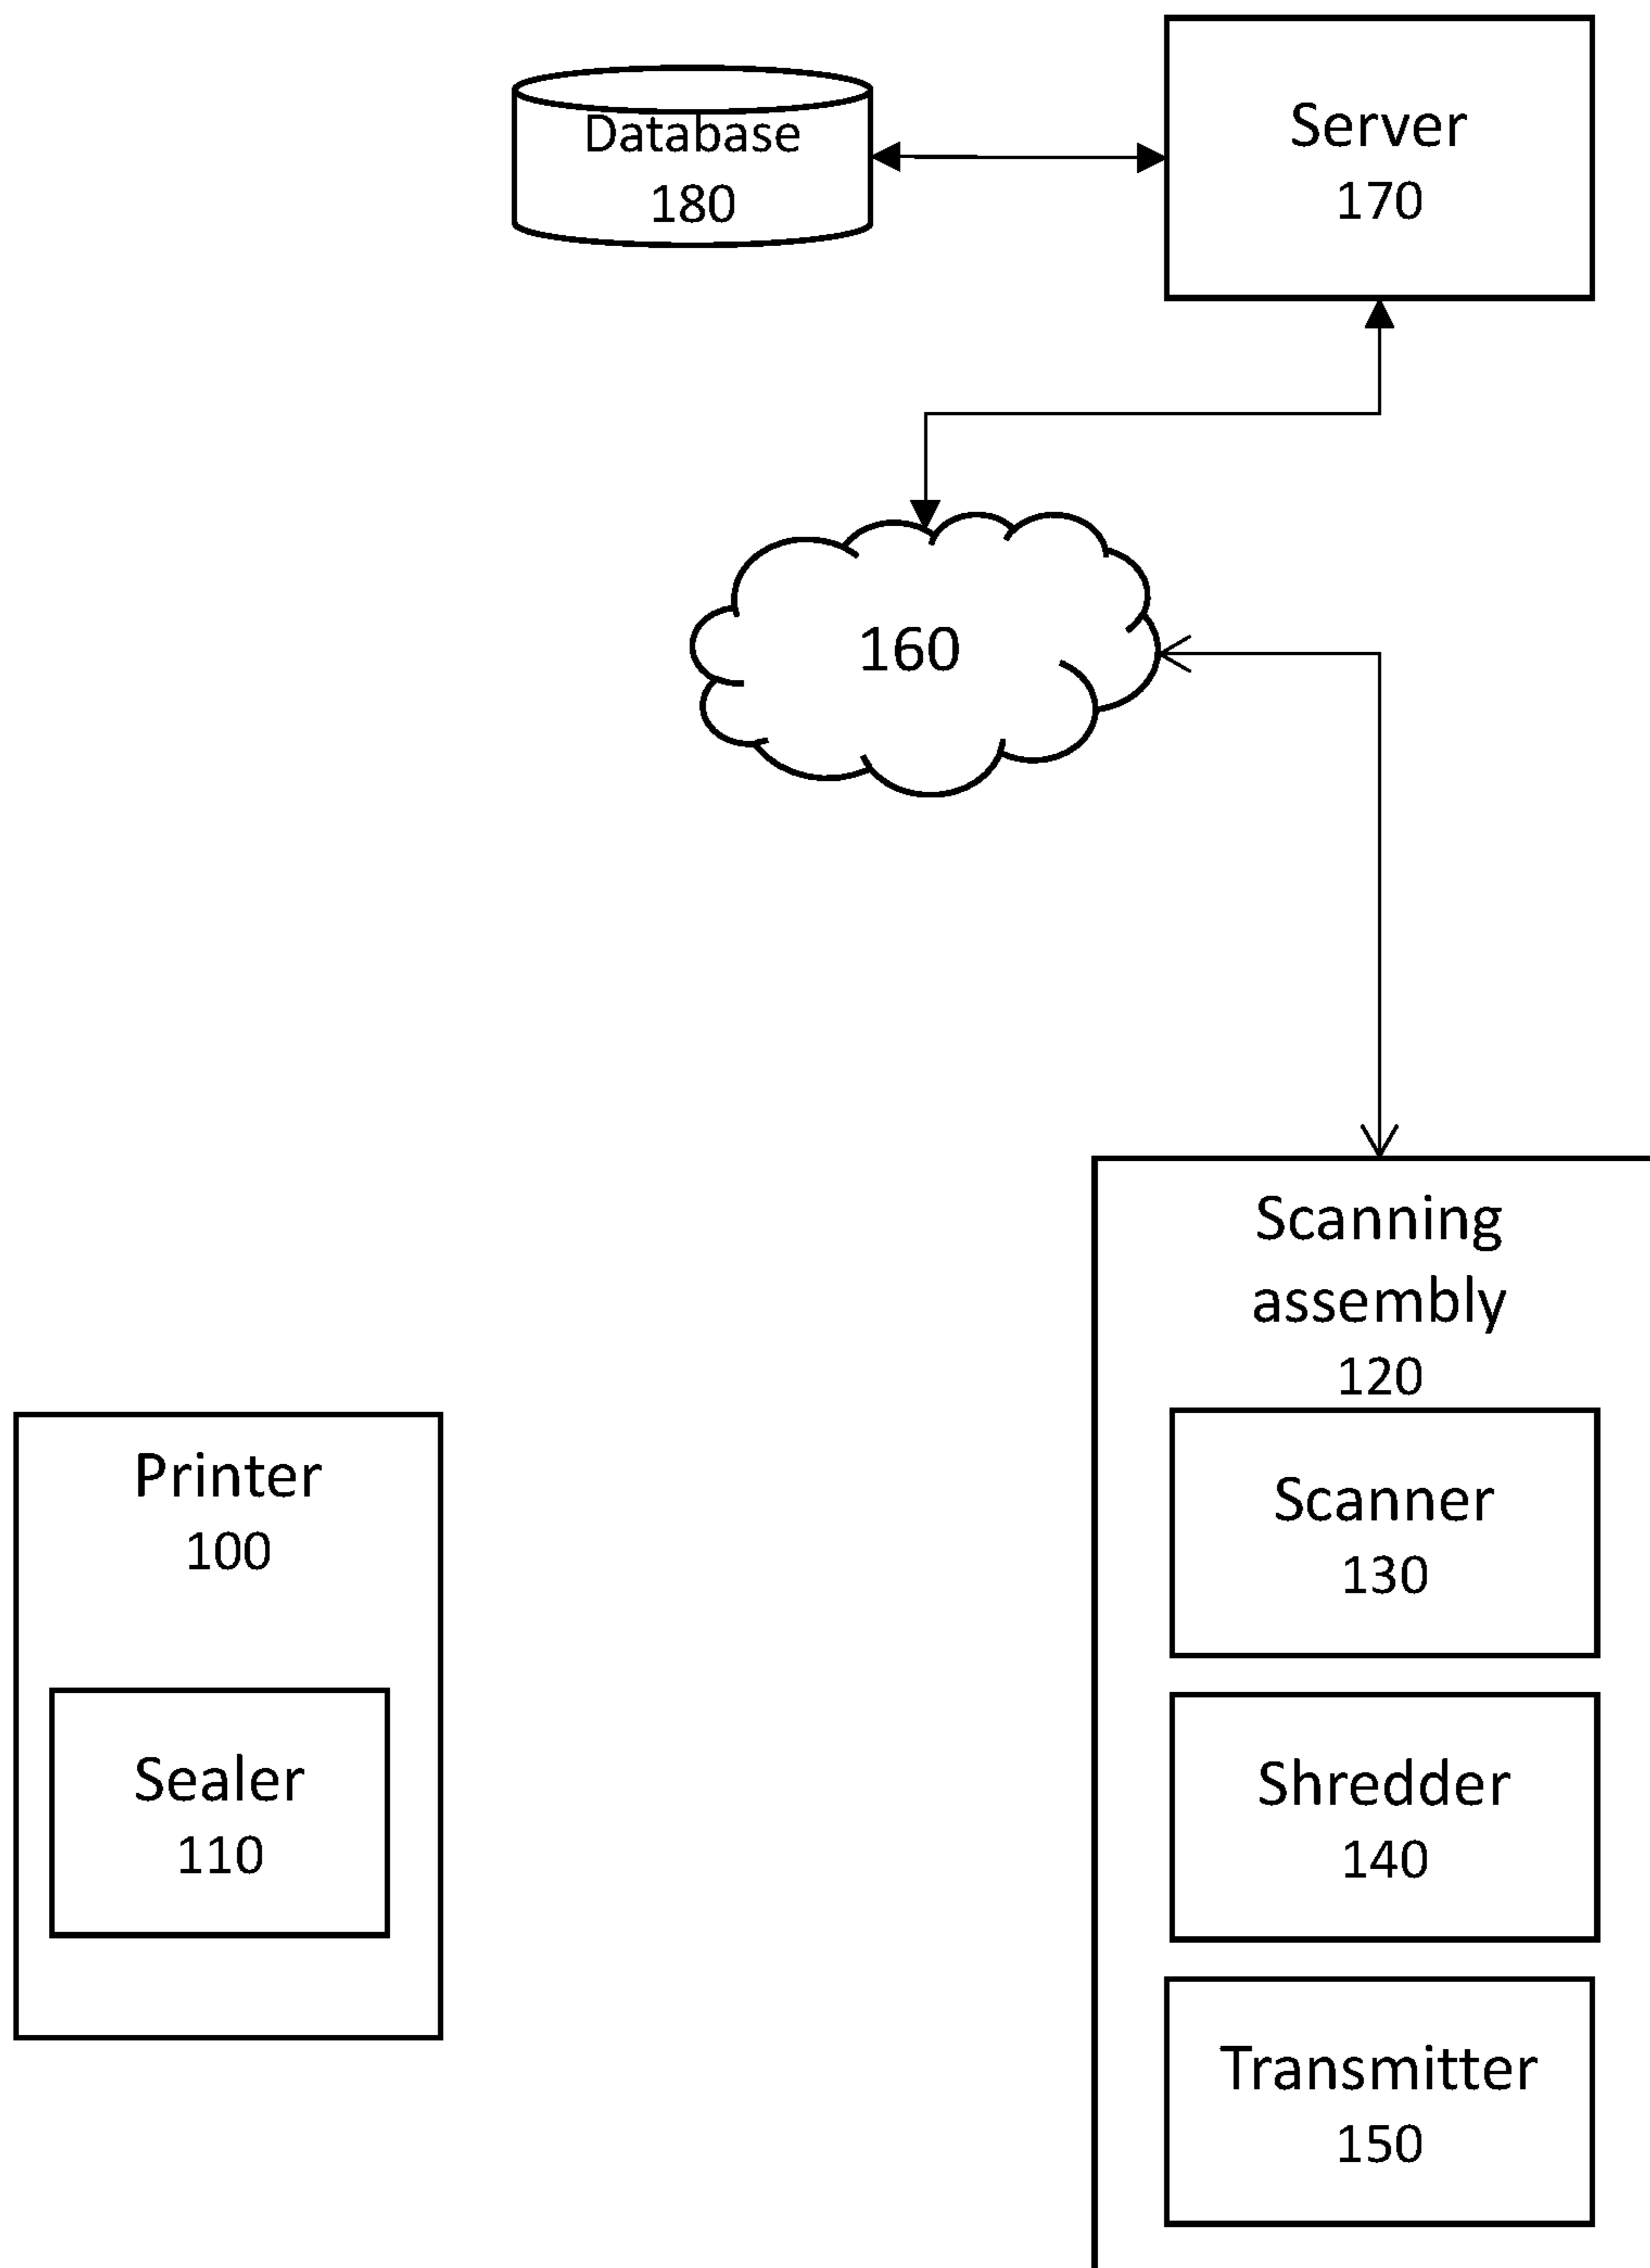 Database
180
Server
170
160
Scanning
assembly
120
Printer
100
Sealer
110
Scanner
130
Shredder
140
Transmitter
150